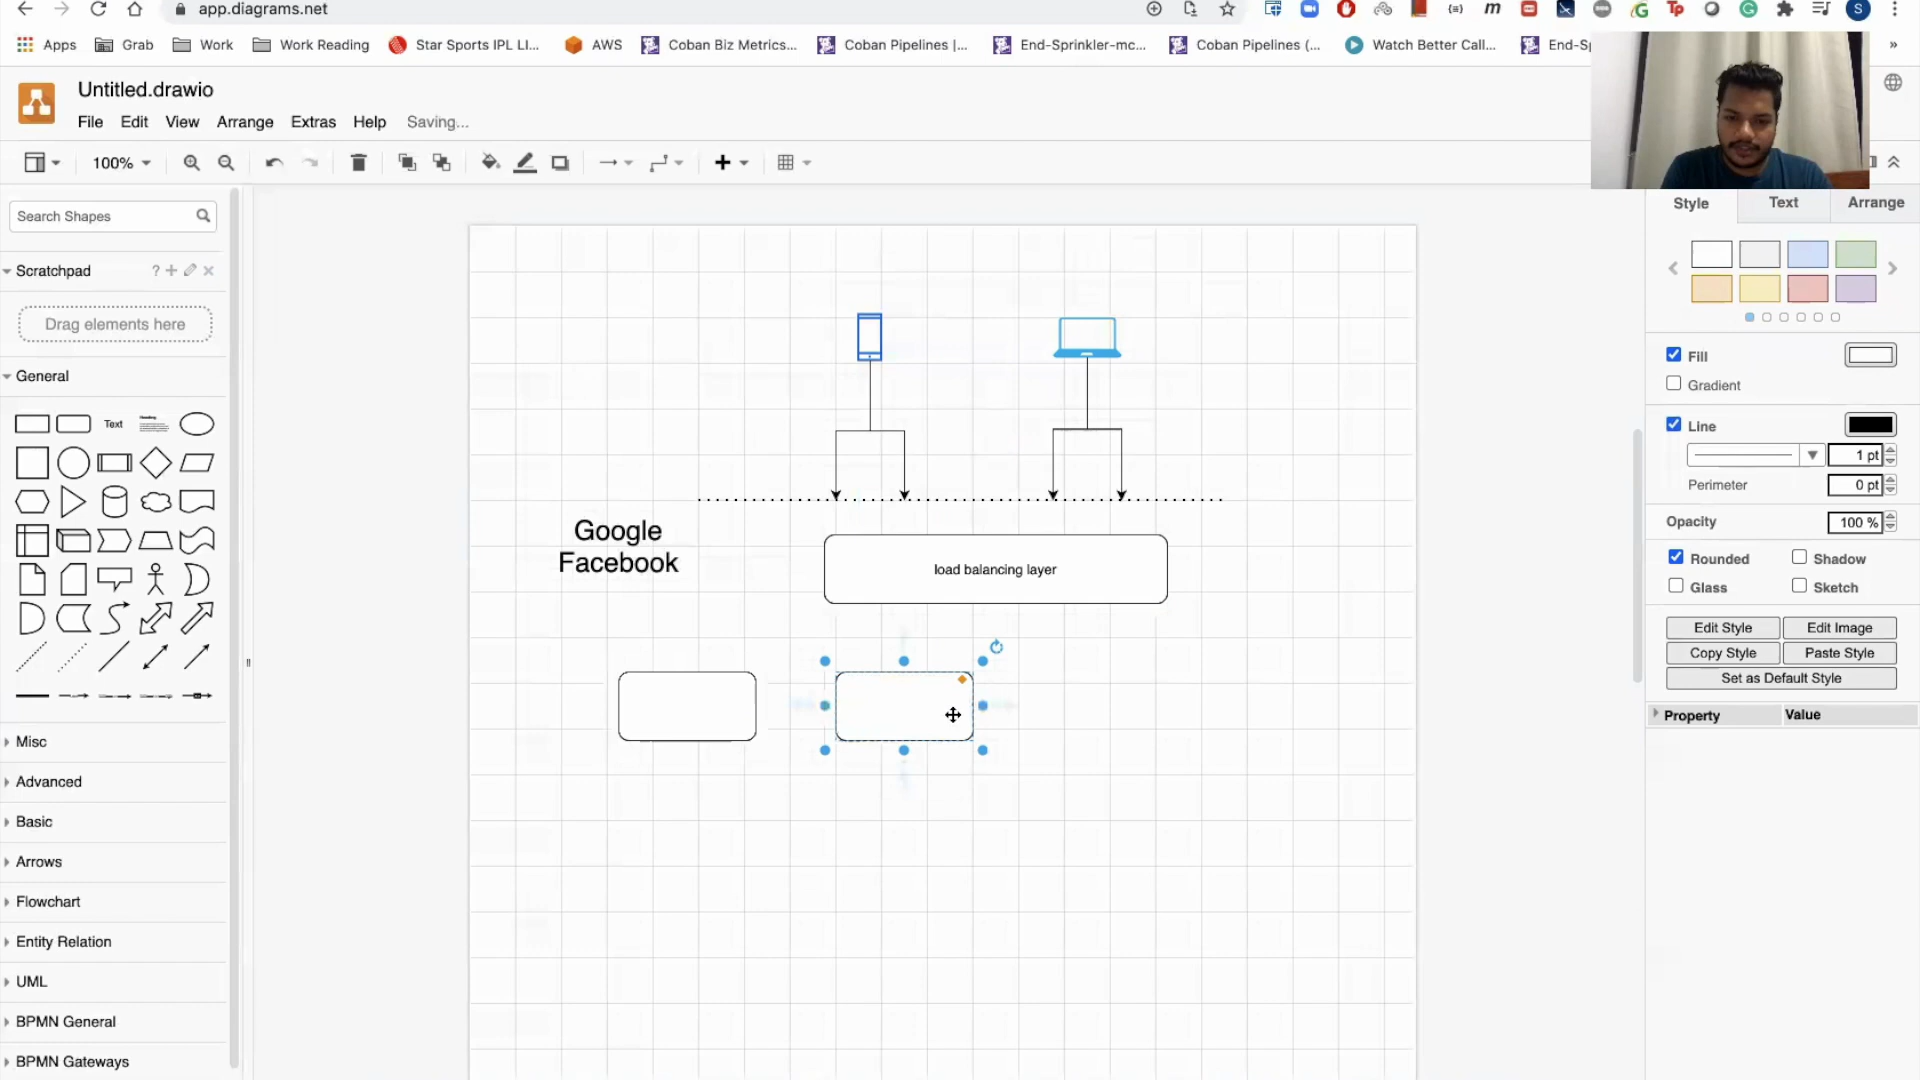 app.diagrams.net
Apps
Grab
Work
Work Reading
Star Sports IPL LI...
AWS
Coban Biz Metrics...
Coban Pipelines |...
End-Sprinkler-mc...
Coban Pipelines (...
Watch Better Call...
End-Sp
»
Untitled.drawio
File Edit View Arrange Extras Help Saving...
100%
Search Shapes
Scratchpad
Drag elements here
General
Text
Heading
Misc
Advanced
Basic
Arrows
Flowchart
Entity Relation
UML
BPMN General
BPMN Gateways
Google
Facebook
load balancing layer
Style Text Arrange
Fill
Gradient
Line
1 pt
Perimeter 0 pt
Opacity 100 %
Rounded Shadow
Glass Sketch
Edit Style Edit Image
Copy Style Paste Style
Set as Default Style
Property Value